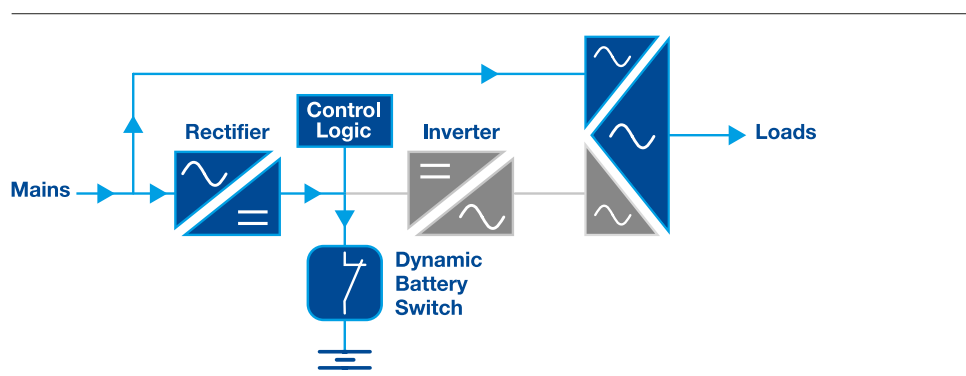 Control
Logic
Rectifier
Inverter
Loads
Mains
Dynamic
Battery
Switch